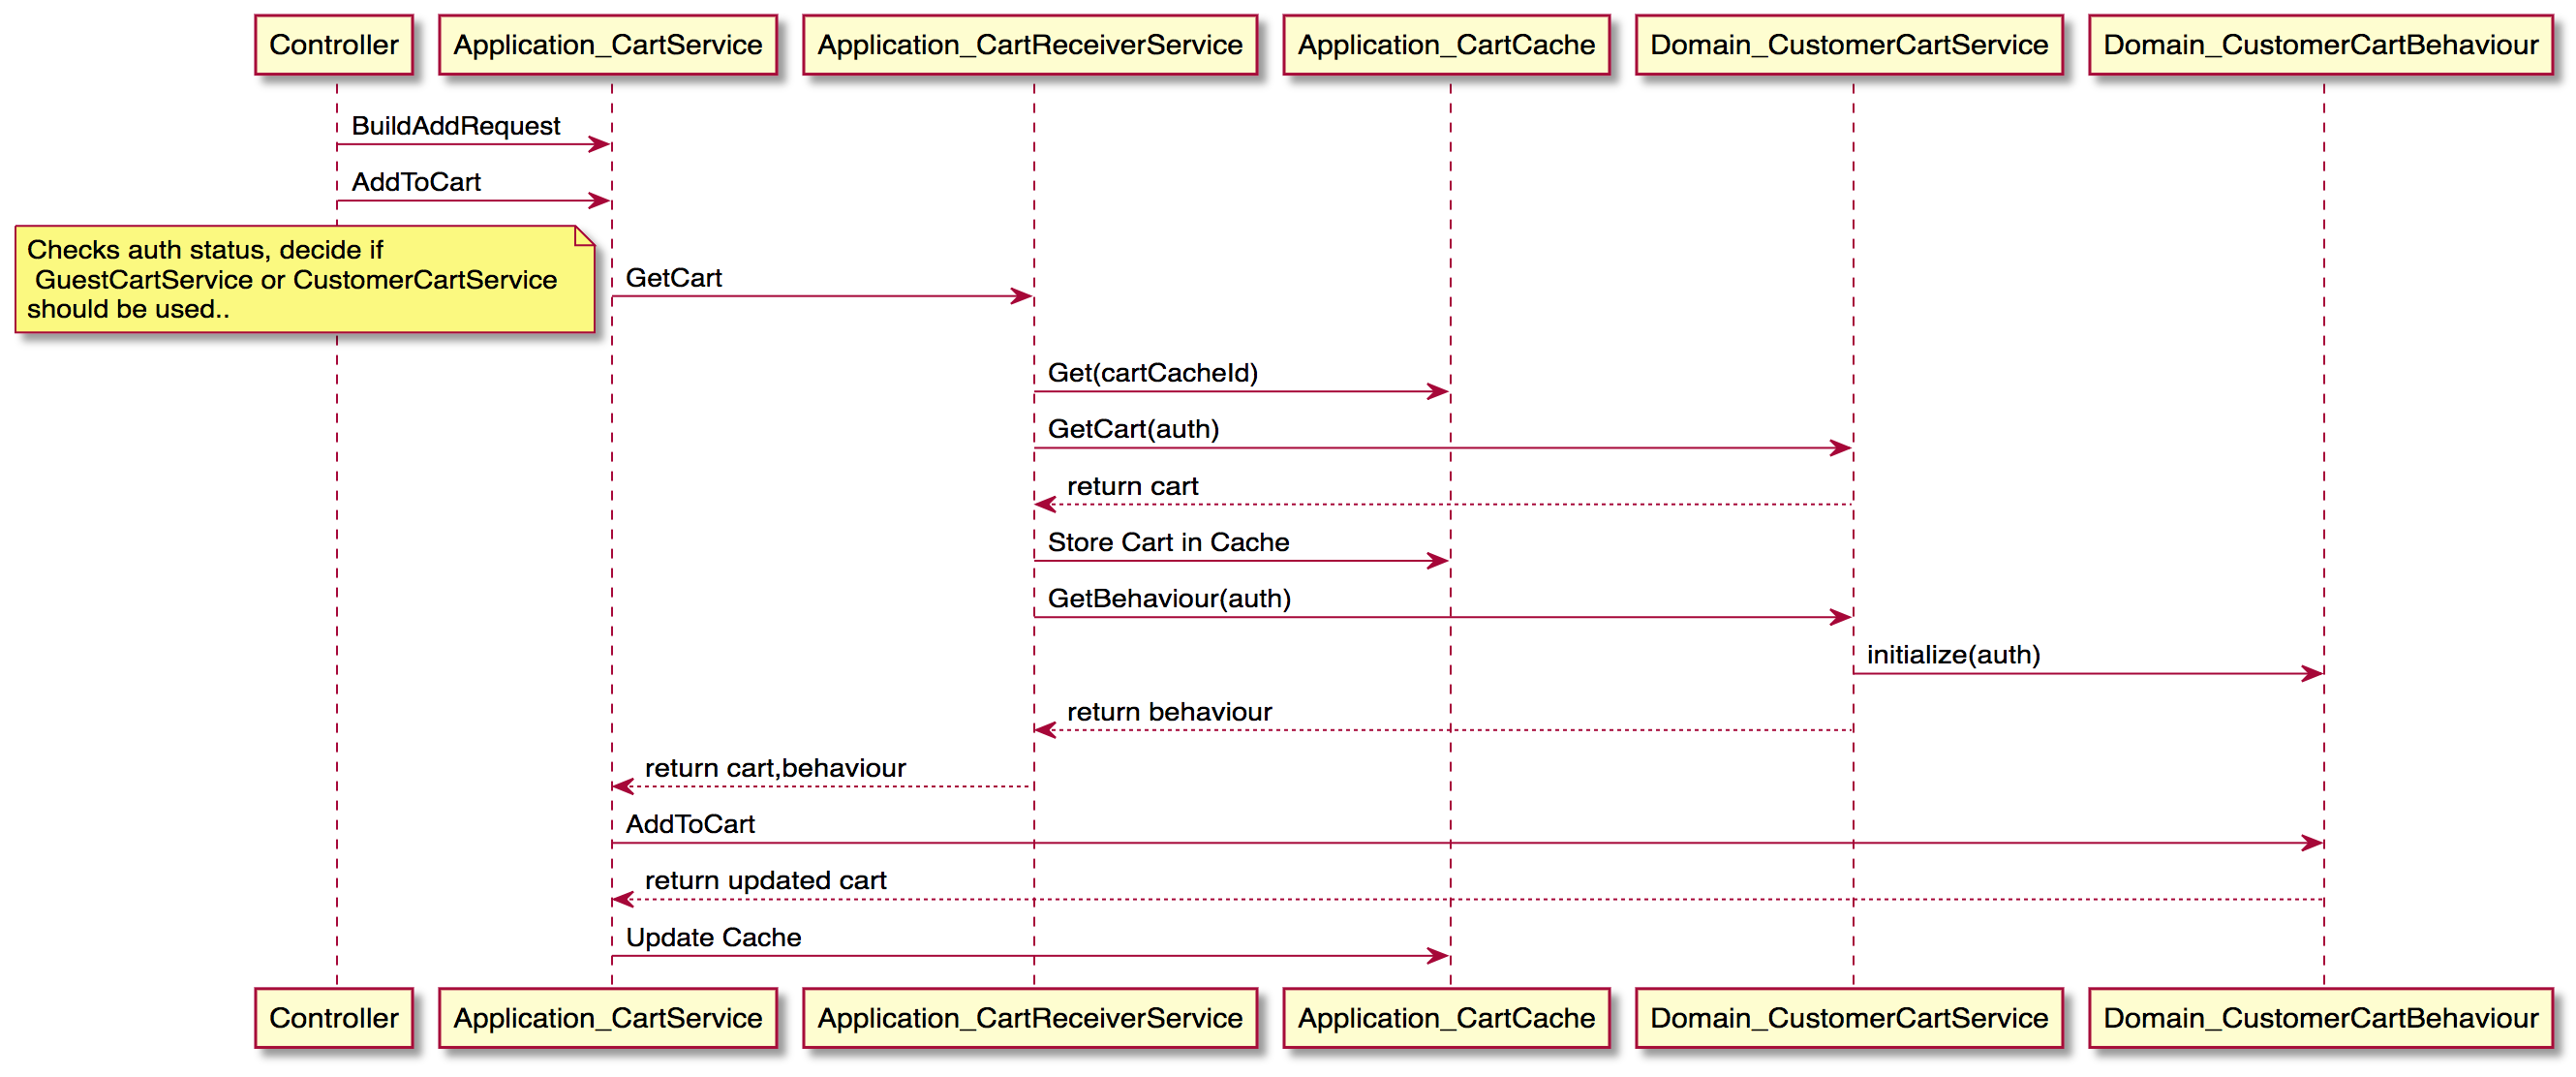 Controller
Application_CartService
Application_CartReceiverService
Application_CartCache
Domain_CustomerCartService
Domain_CustomerCartBehaviour
BuildAddRequest
AddToCart
Checks auth status, decide if
GuestCartService or CustomerCartService
should be used..
GetCart
Get(cartCacheId)
GetCart(auth)
return cart
Store Cart in Cache
GetBehaviour(auth)
initialize(auth)
return behaviour
return cart,behaviour
AddToCart
return updated cart
Update Cache
Controller
Application_CartService
Application_CartReceiverService
Application_CartCache
Domain_CustomerCartService
Domain_CustomerCartBehaviour